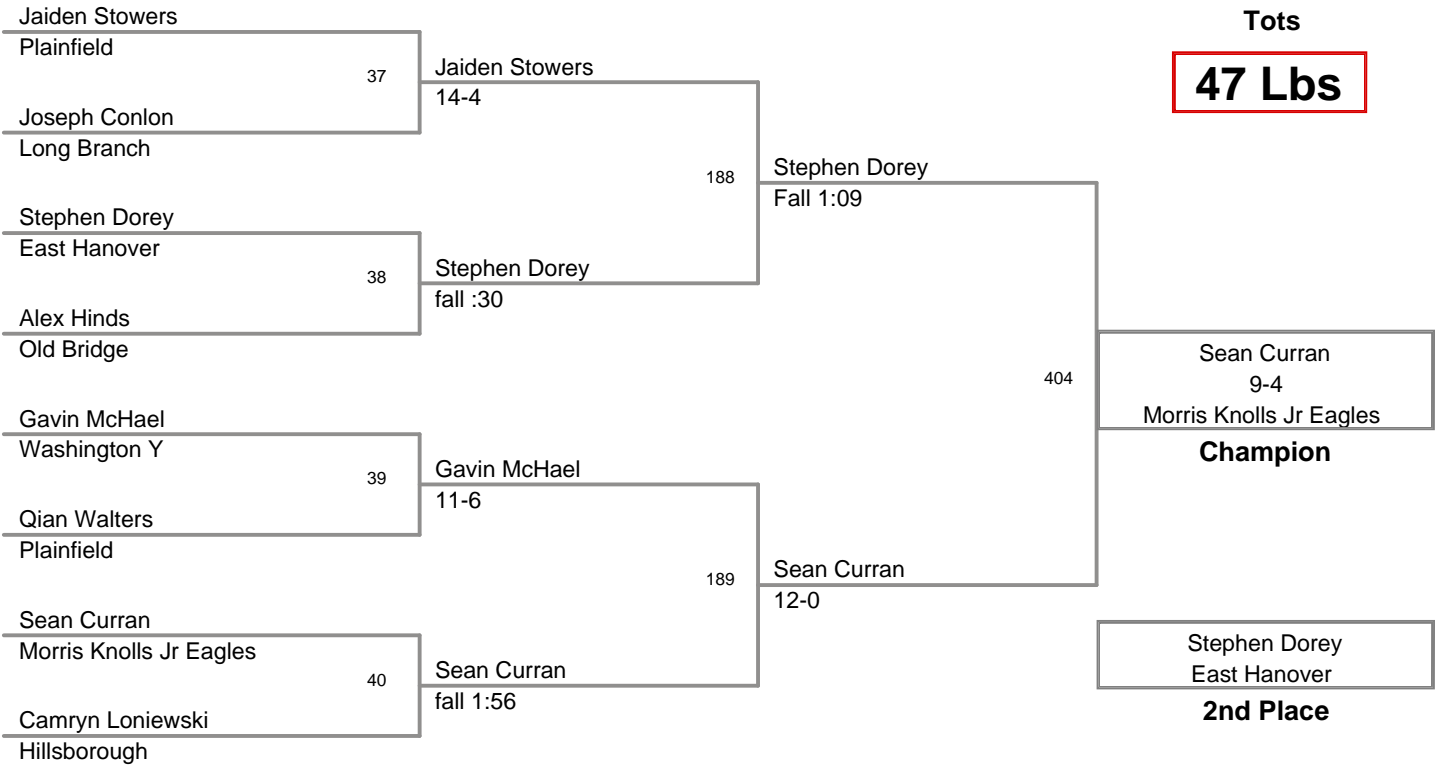 Jaiden Stowers
Plainfield
37
Joseph Conlon
Long Branch
Jaiden Stowers
14-4
Stephen Dorey
East Hanover
38
Alex Hinds
Old Bridge
Stephen Dorey
fall :30
188
Stephen Dorey
Fall 1:09
Gavin McHael
Washington Y
39
Qian Walters
Plainfield
Gavin McHael
11-6
Sean Curran
Morris Knolls Jr Eagles
40
Camryn Loniewski
Hillsborough
Sean Curran
fall 1:56
189
Sean Curran
12-0
404
Tots
47 Lbs
Sean Curran
9-4
Morris Knolls Jr Eagles
Champion
Stephen Dorey
East Hanover
2nd Place